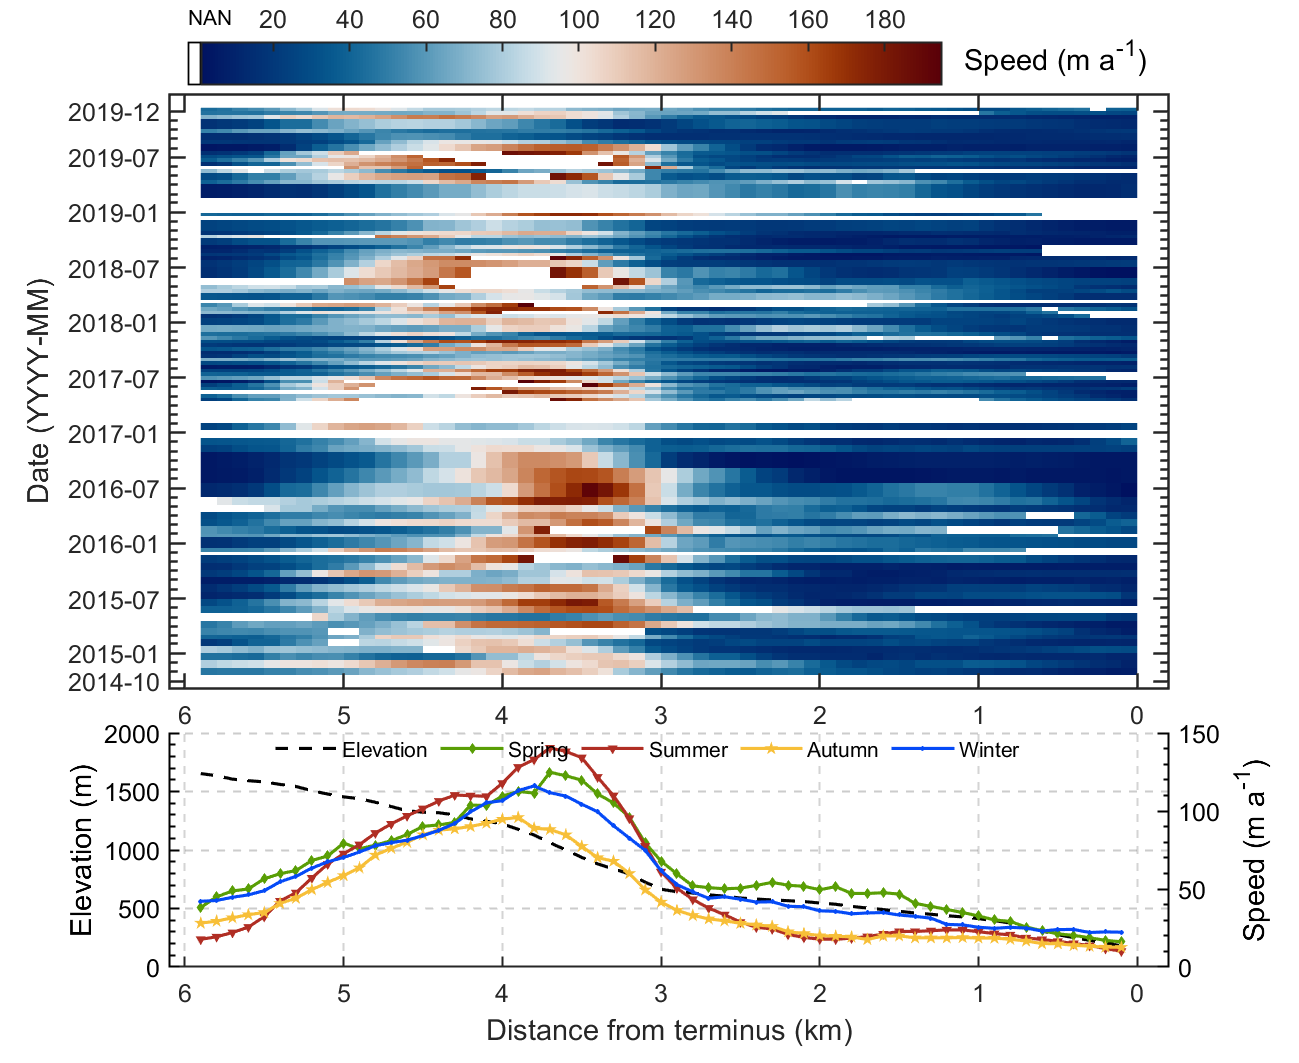 NAN 20 40 60 80 100 120 140 160 180
Speed (m a-1)
Date (YYYY-MM)
2019-12
2019-07
2019-01
2018-07
2018-01
2017-07
2017-01
2016-07
2016-01
2015-07
2015-01
2014-10
6 5 4 3 2 1 0
Elevation Spring Summer Autumn Winter
Elevation (m)
2000
1500
1000
500
0
150
100
50
0
Speed (m a-1)
6 5 4 3 2 1 0
Distance from terminus (km)